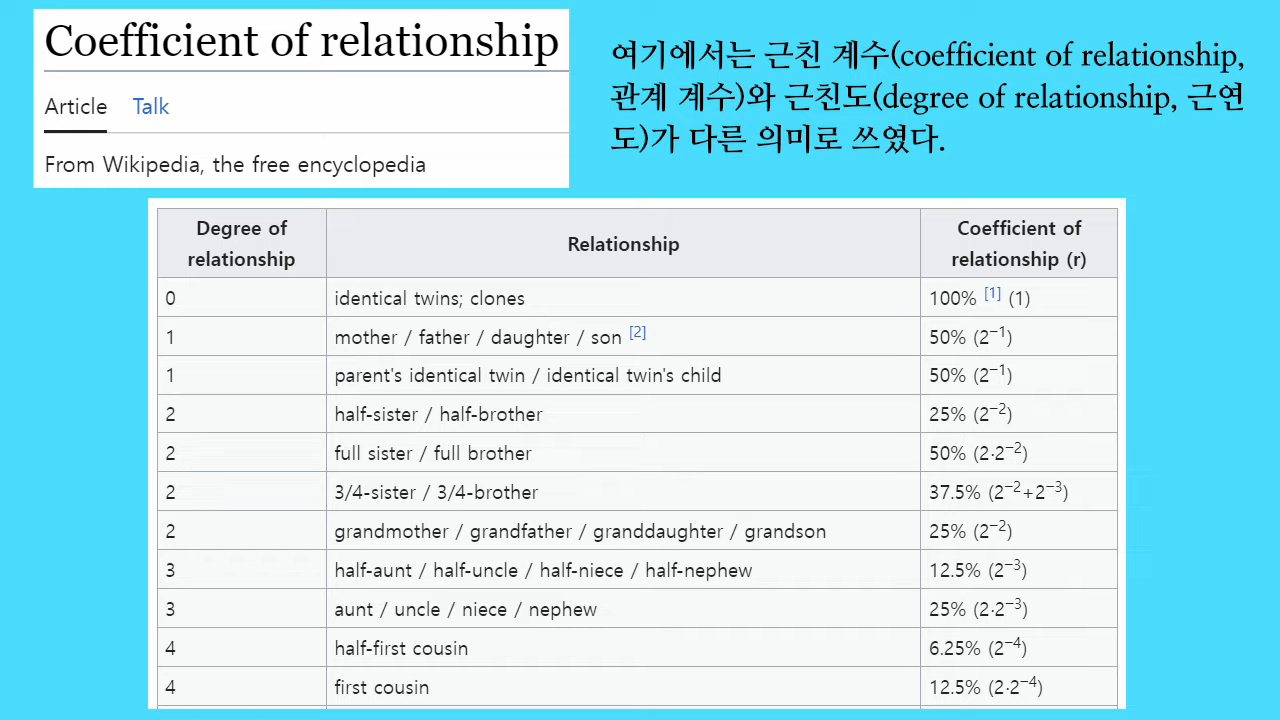 Coefficient of relationship
Article Talk
From Wikipedia, the free encyclopedia
여기에서는 근친 계수(coefficient of relationship,
관계 계수)와 근친도(degree of relationship, 근연
도)가 다른 의미로 쓰였다.
Degree of relationship Relationship Coefficient of relationship (r)
0 identical twins; clones 100% [1] (1)
1 mother / father / daughter / son [2] 50% (2⁻¹)
1 parent's identical twin / identical twin's child 50% (2⁻¹)
2 half-sister / half-brother 25% (2⁻²)
2 full sister / full brother 50% (2·2⁻²)
2 3/4-sister / 3/4-brother 37.5% (2⁻²+2⁻³)
2 grandmother / grandfather / granddaughter / grandson 25% (2⁻²)
3 half-aunt / half-uncle / half-niece / half-nephew 12.5% (2⁻³)
3 aunt / uncle / niece / nephew 25% (2·2⁻³)
4 half-first cousin 6.25% (2⁻⁴)
4 first cousin 12.5% (2·2⁻⁴)